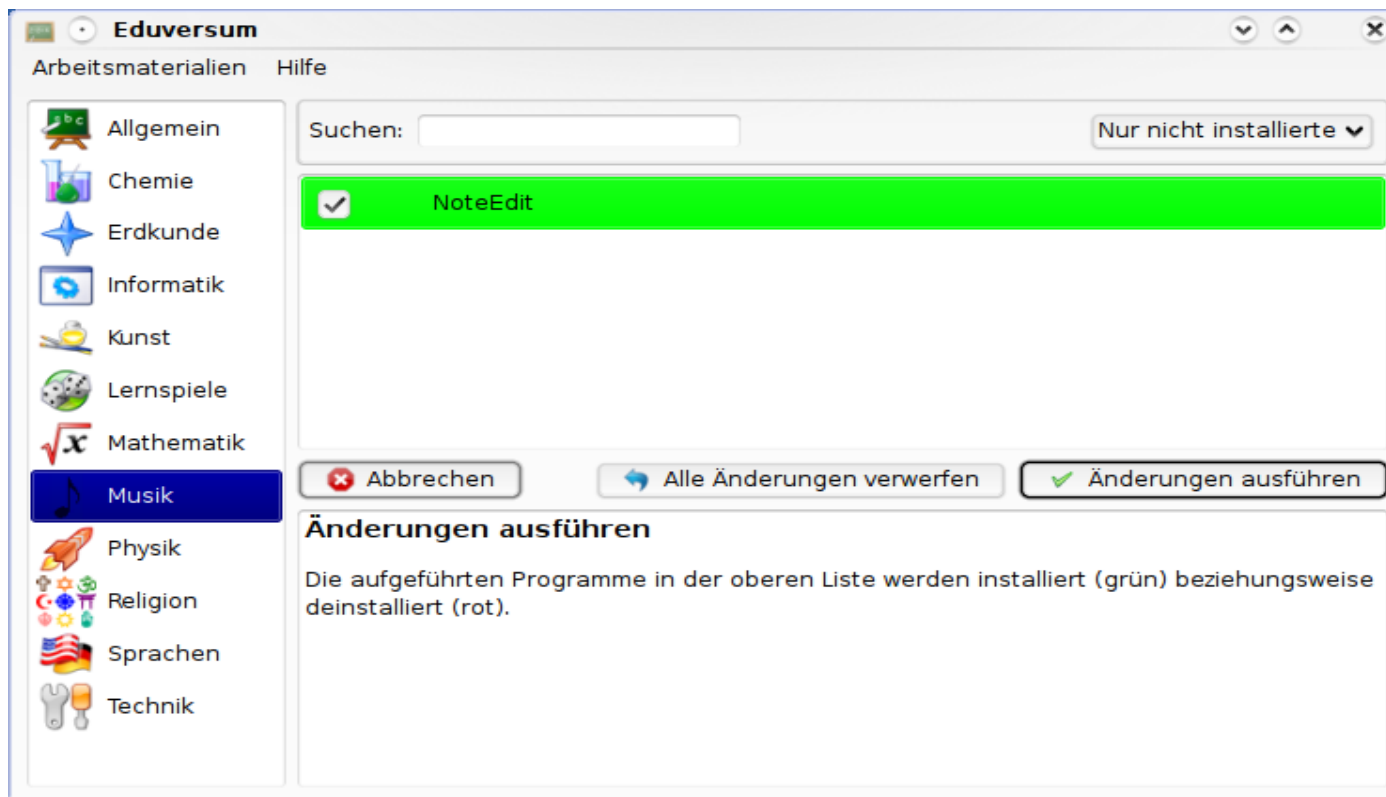 Eduversum
Arbeitsmaterialien Hilfe
Allgemein
Chemie
Erdkunde
Informatik
Kunst
Lernspiele
Mathematik
Musik
Physik
Religion
Sprachen
Technik
Suchen: Nur nicht installierte
NoteEdit
Abbrechen Alle Änderungen verwerfen Änderungen ausführen
Änderungen ausführen
Die aufgeführten Programme in der oberen Liste werden installiert (grün) beziehungsweise
deinstalliert (rot).